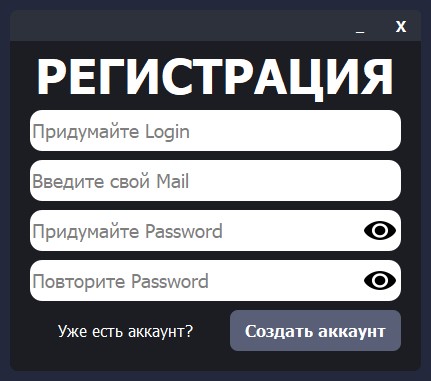 _ X
РЕГИСТРАЦИЯ
Придумайте Login
Введите свой Mail
Придумайте Password
Повторите Password
Уже есть аккаунт? Создать аккаунт